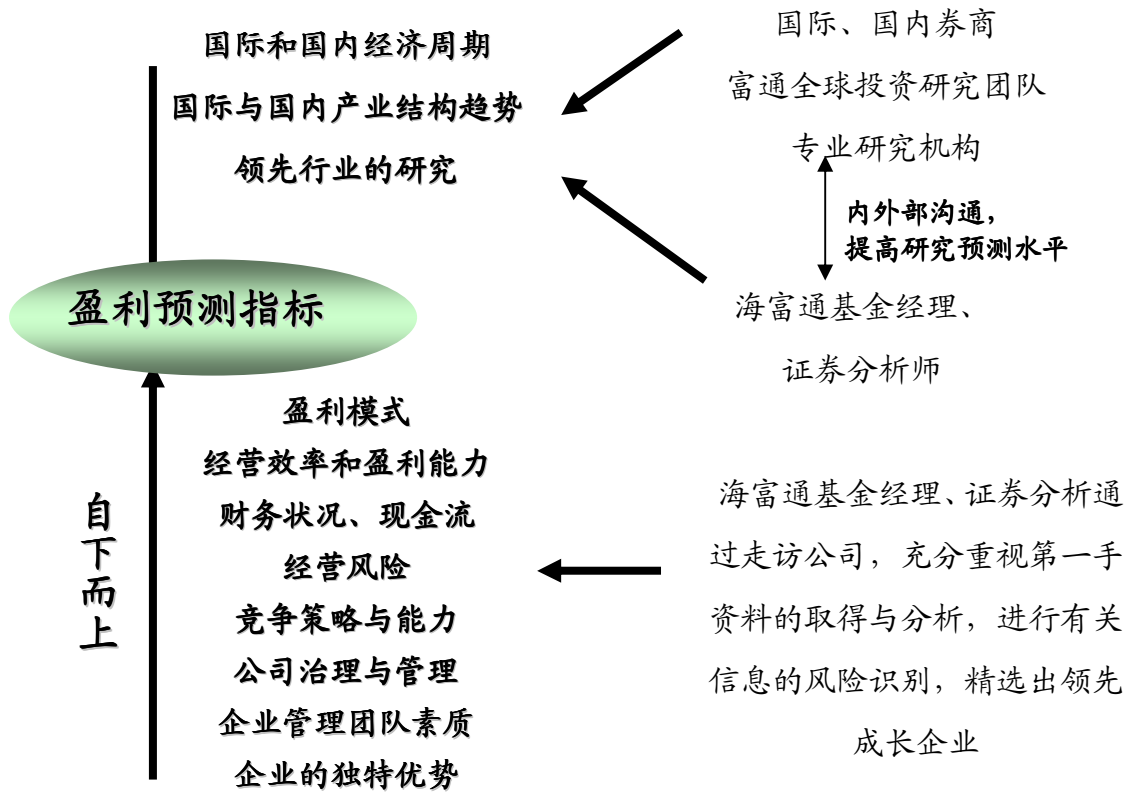 国际和国内经济周期
国际与国内产业结构趋势
领先行业的研究
国际、国内券商
富通全球投资研究团队
专业研究机构
内外部沟通，
提高研究预测水平
海富通基金经理、
证券分析师
盈利预测指标
自下而上
盈利模式
经营效率和盈利能力
财务状况、现金流
经营风险
竞争策略与能力
公司治理与管理
企业管理团队素质
企业的独特优势
海富通基金经理、证券分析通
过走访公司，充分重视第一手
资料的取得与分析，进行有关
信息的风险识别，精选出领先
成长企业